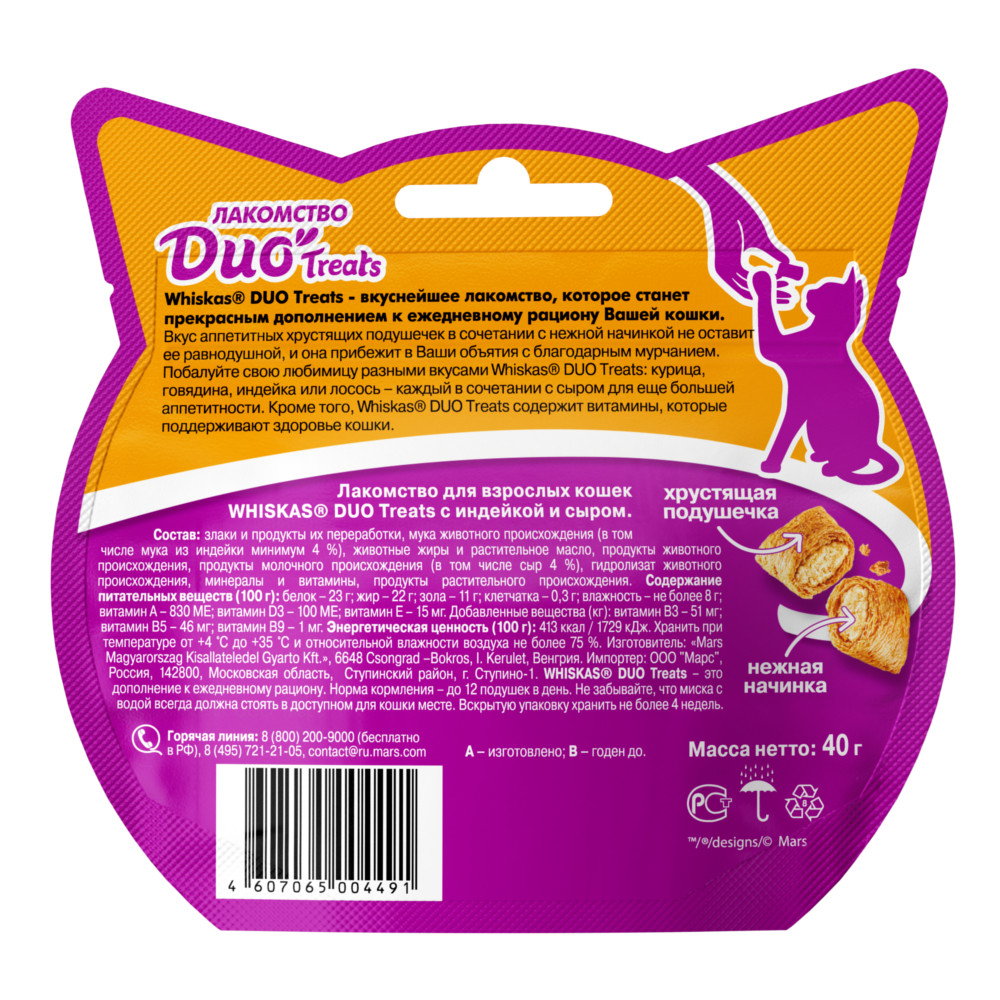 ЛАКОМСТВО
DUO Treats
Whiskas® DUO Treats - вкуснейшее лакомство, которое станет
прекрасным дополнением к ежедневному рациону Вашей кошки.
Вкус аппетитных хрустящих подушечек в сочетании с нежной начинкой не оставит
ее равнодушной, и она прибежит в Ваши объятия с благодарным мурчанием.
Побалуйте свою любимицу разными вкусами Whiskas® DUO Treats: курица,
говядина, индейка или лосось – каждый в сочетании с сыром для еще большей
аппетитности. Кроме того, Whiskas® DUO Treats содержит витамины, которые
поддерживают здоровье кошки.
Лакомство для взрослых кошек
WHISKAS® DUO Treats с индейкой и сыром.
хрустящая
подушечка
Состав: злаки и продукты их переработки, мука животного происхождения (в том
числе мука из индейки минимум 4 %), животные жиры и растительное масло, продукты животного
происхождения, продукты молочного происхождения (в том числе сыр 4 %), гидролизат животного
происхождения, минералы и витамины, продукты растительного происхождения. Содержание
питательных веществ (100 г): белок – 23 г; жир – 22 г; зола – 11 г; клетчатка – 0,3 г; влажность – не более 8 г;
витамин А – 830 МЕ; витамин D3 – 100 МЕ; витамин Е – 15 мг. Добавленные вещества (кг): витамин В3 – 51 мг;
витамин В5 – 46 мг; витамин В9 – 1 мг. Энергетическая ценность (100 г): 413 ккал / 1729 кДж. Хранить при
температуре от +4 ˚С до +35 ˚С и относительной влажности воздуха не более 75 %. Изготовитель: «Mars
Magyarorszag Kisallateledel Gyarto Kft.», 6648 Csongrad –Bokros, I. Kerulet, Венгрия. Импортер: ООО "Марс",
Россия, 142800, Московская область, Ступинский район, г. Ступино-1. WHISKAS® DUO Treats – это
дополнение к ежедневному рациону. Норма кормления – до 12 подушек в день. Не забывайте, что миска с
водой всегда должна стоять в доступном для кошки месте. Вскрытую упаковку хранить не более 4 недель.
нежная
начинка
Горячая линия: 8 (800) 200-9000 (бесплатно
в РФ), 8 (495) 721-21-05, contact@ru.mars.com
A – изготовлено; B – годен до.
Масса нетто: 40 г
РСТ
8
™/®/designs/© Mars
4 607065 004491